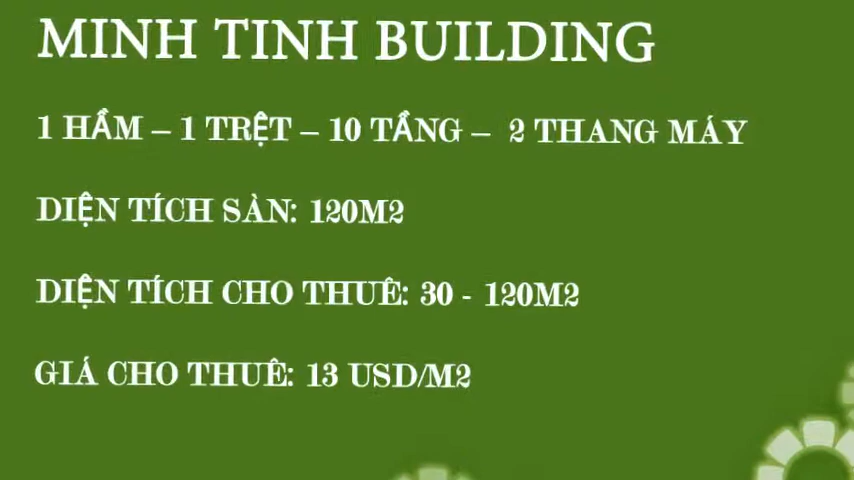 MINH TINH BUILDING
1 HẦM – 1 TRỆT – 10 TẦNG – 2 THANG MÁY
DIỆN TÍCH SÀN: 120M2
DIỆN TÍCH CHO THUÊ: 30 - 120M2
GIÁ CHO THUÊ: 13 USD/M2